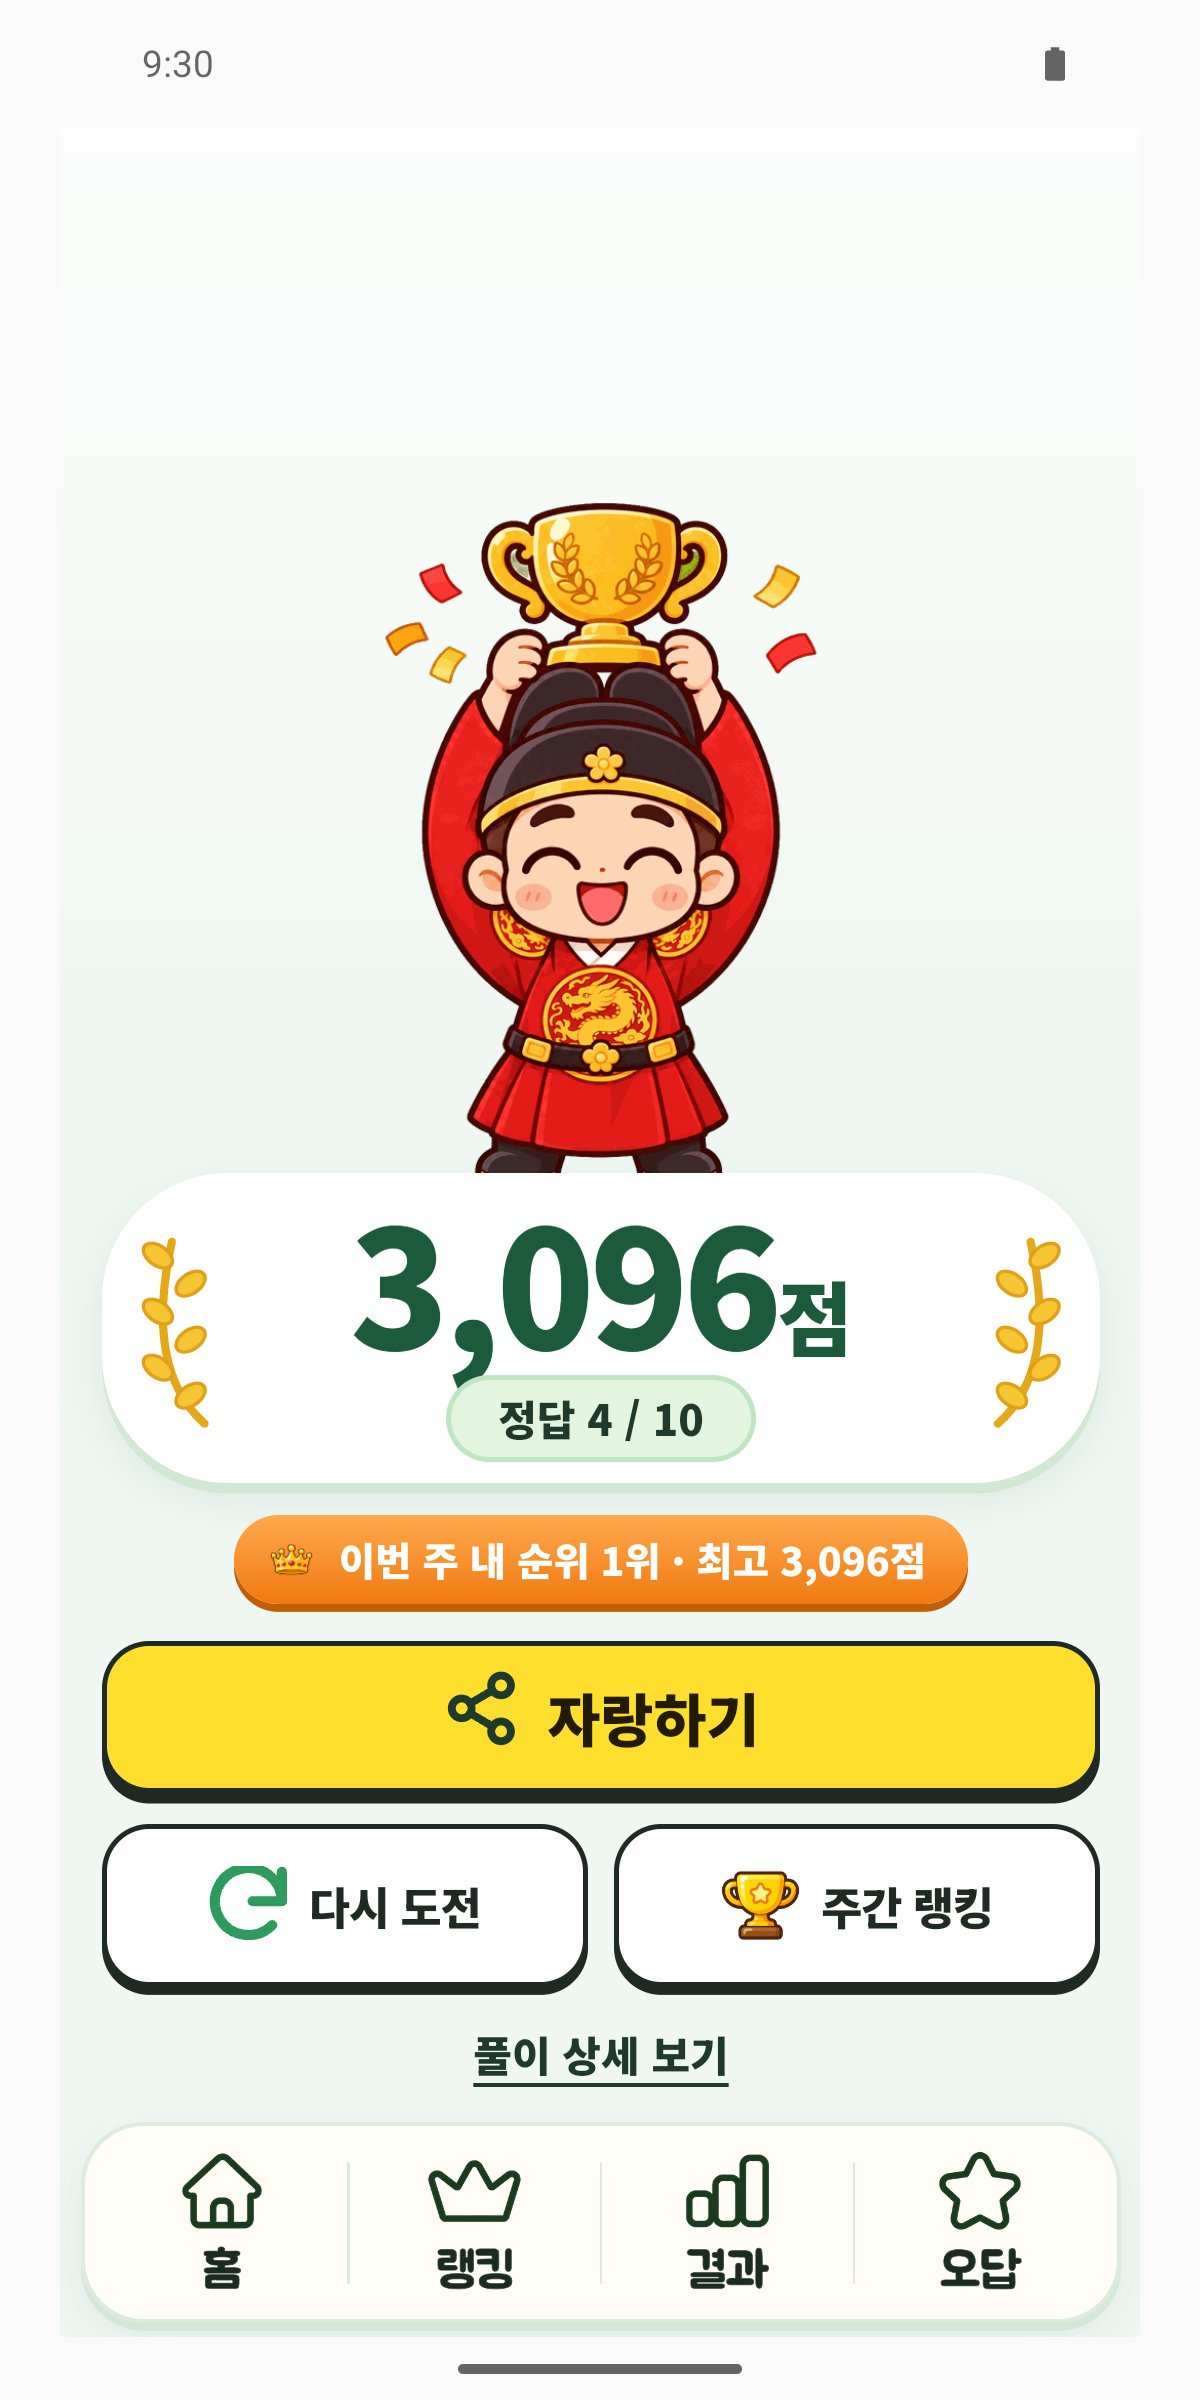 9:30
3,096점
정답 4 / 10
이번 주 내 순위 1위 · 최고 3,096점
자랑하기
다시 도전
주간 랭킹
풀이 상세 보기
홈
랭킹
결과
오답